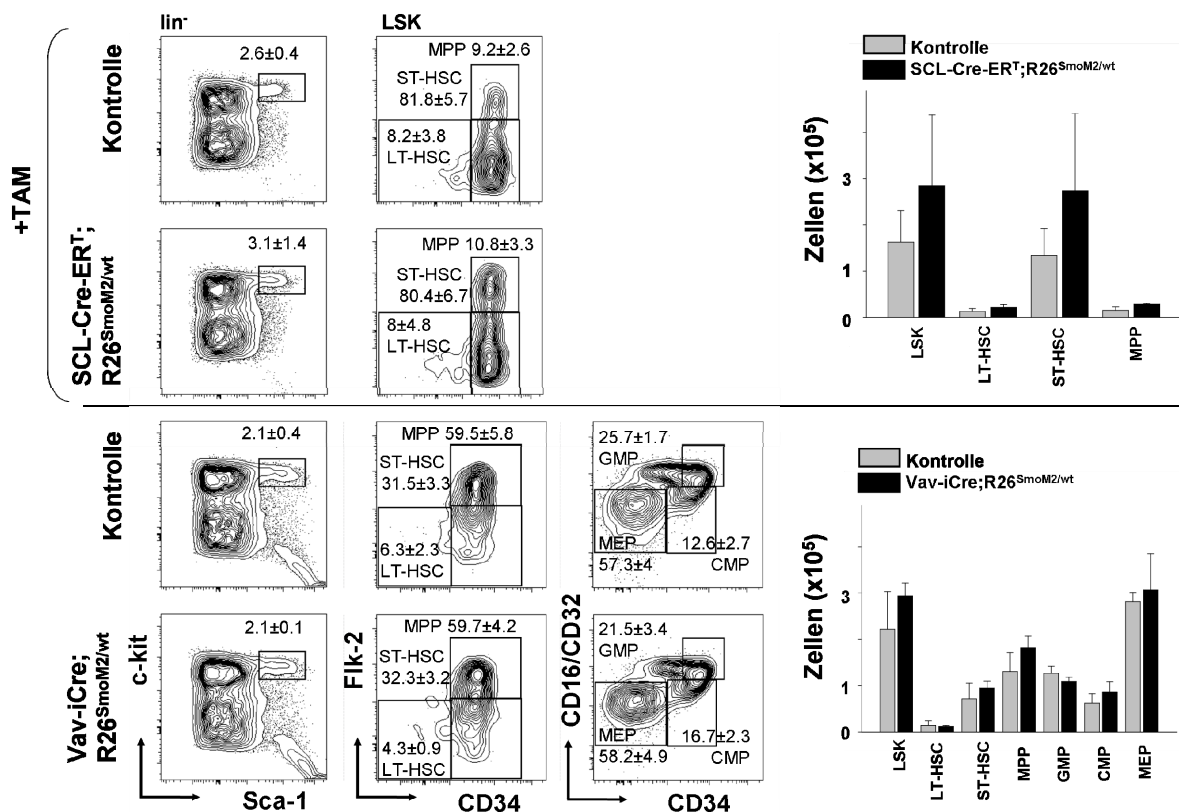 lin-
LSK
+TAM
Kontrolle
2.6±0.4
MPP 9.2±2.6
ST-HSC
81.8±5.7
8.2±3.8
LT-HSC
SCL-Cre-ERT;
R26SmoM2/wt
3.1±1.4
MPP 10.8±3.3
ST-HSC
80.4±6.7
8±4.8
LT-HSC
Kontrolle
SCL-Cre-ERT;R26SmoM2/wt
Zellen (x10⁵)
3
1
0
LSK
LT-HSC
ST-HSC
MPP
Kontrolle
2.1±0.4
MPP 59.5±5.8
ST-HSC
31.5±3.3
6.3±2.3
LT-HSC
25.7±1.7
GMP
MEP
57.3±4
12.6±2.7
CMP
Vav-iCre;
R26SmoM2/wt
2.1±0.1
MPP 59.7±4.2
ST-HSC
32.3±3.2
4.3±0.9
LT-HSC
21.5±3.4
GMP
MEP
58.2±4.9
16.7±2.3
CMP
c-kit
Sca-1
Flk-2
CD34
CD16/CD32
CD34
Kontrolle
Vav-iCre;R26SmoM2/wt
Zellen (x10⁵)
3
1
0
LSK
LT-HSC
ST-HSC
MPP
GMP
CMP
MEP